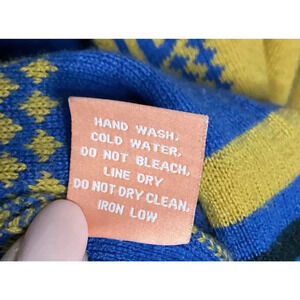 HAND WASH.
COLD WATER.
DO NOT BLEACH.
LINE DRY
DO NOT DRY CLEAN.
IRON LOW